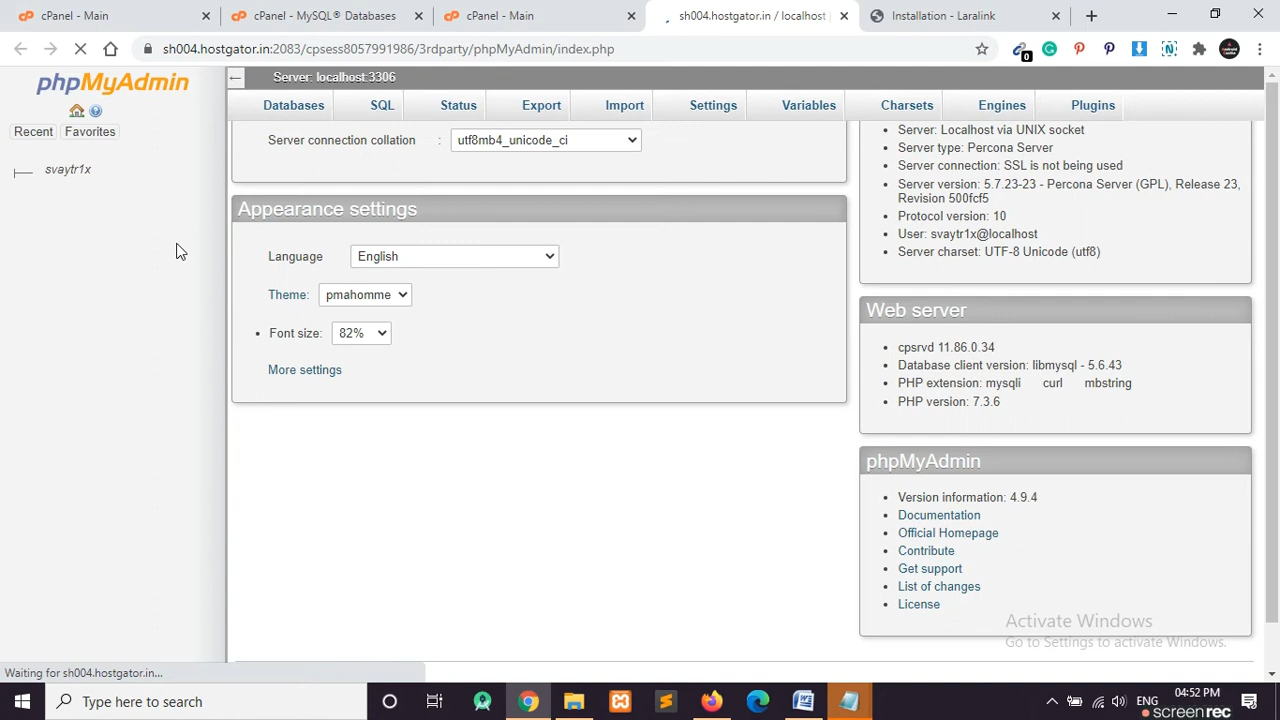 cPanel - Main
cPanel - MySQL® Databases
cPanel - Main
sh004.hostgator.in / localhost
Installation - Laralink
sh004.hostgator.in:2083/cpsess8057991986/3rdparty/phpMyAdmin/index.php
0
phpMyAdmin
Recent
Favorites
svaytr1x
Server: localhost:3306
Databases
SQL
Status
Export
Import
Settings
Variables
Charsets
Engines
Plugins
Server connection collation : utf8mb4_unicode_ci
Appearance settings
Language English
Theme: pmahomme
Font size: 82%
More settings
Server: Localhost via UNIX socket
Server type: Percona Server
Server connection: SSL is not being used
Server version: 5.7.23-23 - Percona Server (GPL), Release 23,
Revision 500fcf5
Protocol version: 10
User: svaytr1x@localhost
Server charset: UTF-8 Unicode (utf8)
Web server
cpsrvd 11.86.0.34
Database client version: libmysql - 5.6.43
PHP extension: mysqli curl mbstring
PHP version: 7.3.6
phpMyAdmin
Version information: 4.9.4
Documentation
Official Homepage
Contribute
Get support
List of changes
License
Activate Windows
Go to Settings to activate Windows.
Waiting for sh004.hostgator.in...
Type here to search
ENG
04:52 PM
screenrec